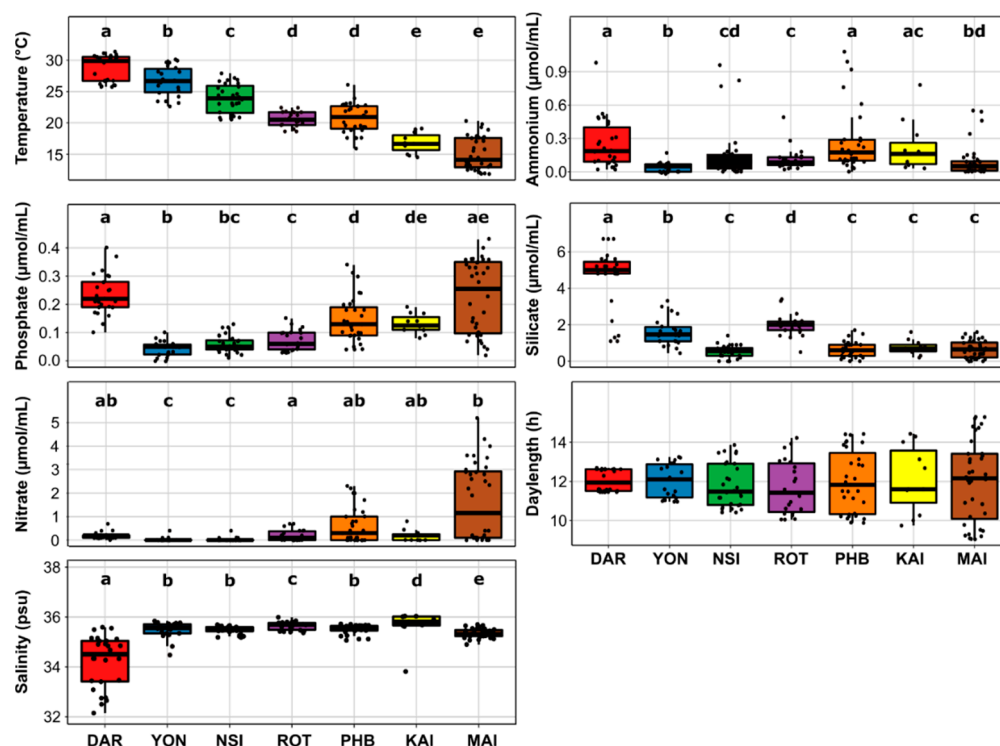 Temperature (°C)
a b c d d e e
30
25
20
15
Ammonium (μmol/mL)
a b cd c a ac bd
0.9
0.6
0.3
0.0
Phosphate (μmol/mL)
a b bc c d de ae
0.4
0.3
0.2
0.1
0.0
Silicate (μmol/mL)
a b c d c c c
6
4
2
0
Nitrate (μmol/mL)
ab c c a ab ab b
5
4
3
2
1
0
Daylength (h)
14
12
10
DAR YON NSI ROT PHB KAI MAI
Salinity (psu)
a b b c b d e
38
36
34
32
DAR YON NSI ROT PHB KAI MAI